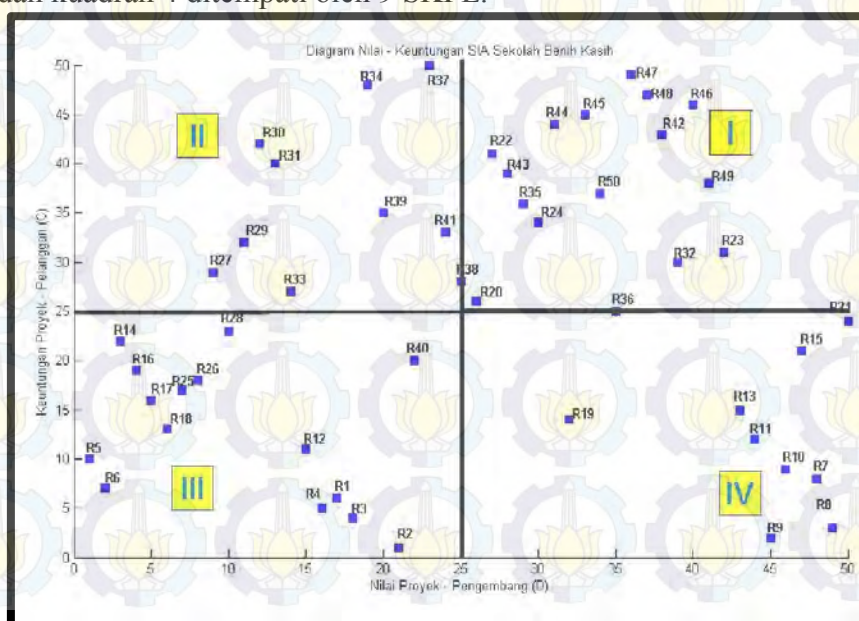 dan kuadran 4 ditempati oleh 9 SKPL.
Diagram Nilai - Keuntungan SIA Sekolah Benih Kasih
50
R34
R37
R47
R48
R46
45
R44
R45
R42
II
I
R30
R22
40
R31
R43
R49
R35
R50
35
R39
R24
R41
R29
R23
30
R32
R27
R38
R33
R20
R36
25
R21
R14
R28
R15
20
R16
R40
R26
R25
R17
15
R13
R18
R19
R12
R11
10
R5
R10
R7
R6
III
IV
R1
5
R4
R3
R8
R2
R9
0
0 5 10 15 20 25 30 35 40 45 50
Keuntungan Proyek - Pelanggan (C)
Nilai Proyek - Pengembang (D)